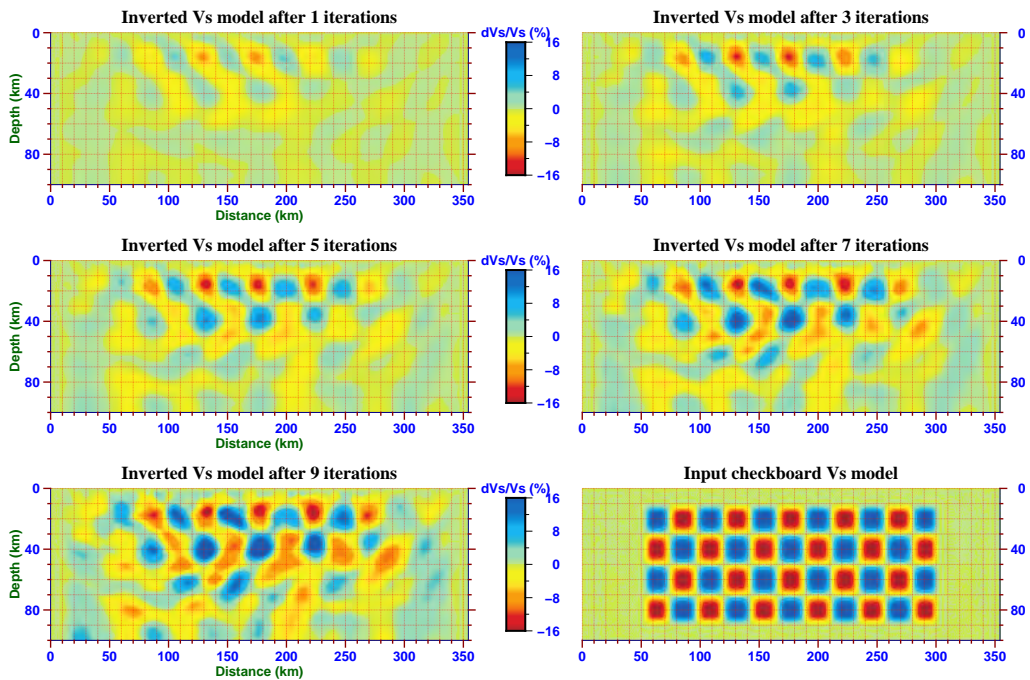 Inverted Vs model after 1 iterations
Inverted Vs model after 3 iterations
dVs/Vs (%)
16
8
0
−8
−16
0
40
80
Depth (km)
0 50 100 150 200 250 300 350
Distance (km)
0
40
80
0 50 100 150 200 250 300 350
Inverted Vs model after 5 iterations
Inverted Vs model after 7 iterations
dVs/Vs (%)
16
8
0
−8
−16
0
40
80
Depth (km)
0 50 100 150 200 250 300 350
Distance (km)
0
40
80
0 50 100 150 200 250 300 350
Inverted Vs model after 9 iterations
Input checkboard Vs model
dVs/Vs (%)
16
8
0
−8
−16
0
40
80
Depth (km)
0 50 100 150 200 250 300 350
Distance (km)
0
40
80
0 50 100 150 200 250 300 350